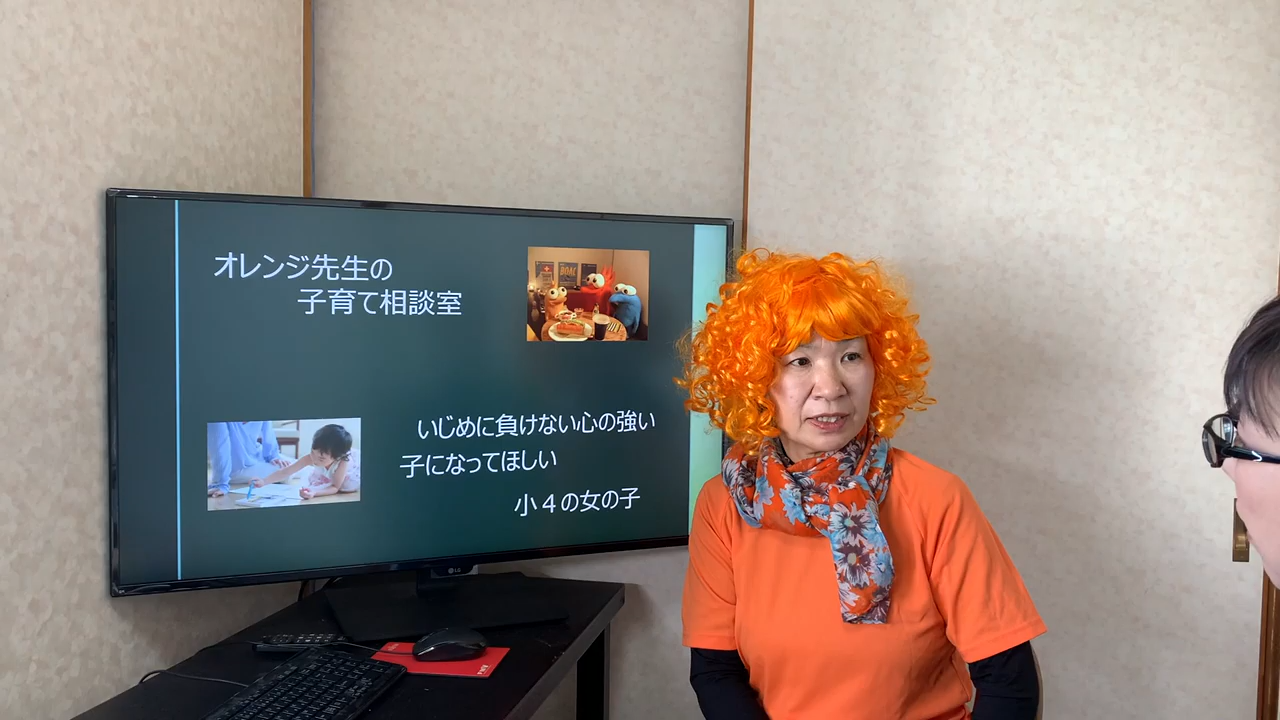 オレンジ先生の
子育て相談室
いじめに負けない心の強い
子になってほしい
小４の女の子
LG